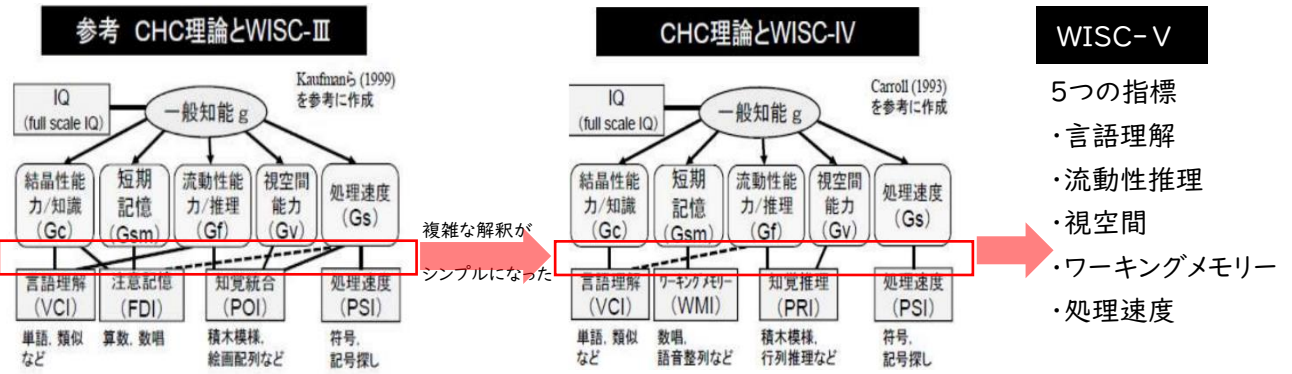 参考 CHC理論とWISC-Ⅲ
Kaufmanら (1999)
を参考に作成
IQ
(full scale IQ)
一般知能 g
結晶性能
力/知識
(Gc)
短期
記憶
(Gsm)
流動性能
力/推理
(Gf)
視空間
能力
(Gv)
処理速度
(Gs)
言語理解
(VCI)
注意記憶
(FDI)
知覚統合
(POI)
処理速度
(PSI)
単語, 類似
など
算数, 数唱
積木模様,
絵画配列など
符号,
記号探し
複雑な解釈が
シンプルになった
CHC理論とWISC-Ⅳ
Carroll (1993)
を参考に作成
IQ
(full scale IQ)
一般知能 g
結晶性能
力/知識
(Gc)
短期
記憶
(Gsm)
流動性能
力/推理
(Gf)
視空間
能力
(Gv)
処理速度
(Gs)
言語理解
(VCI)
ワーキングメモリー
(WMI)
知覚推理
(PRI)
処理速度
(PSI)
単語, 類似
など
数唱,
語音整列など
積木模様,
行列推理など
符号,
記号探し
WISC-Ⅴ
5つの指標
・言語理解
・流動性推理
・視空間
・ワーキングメモリー
・処理速度